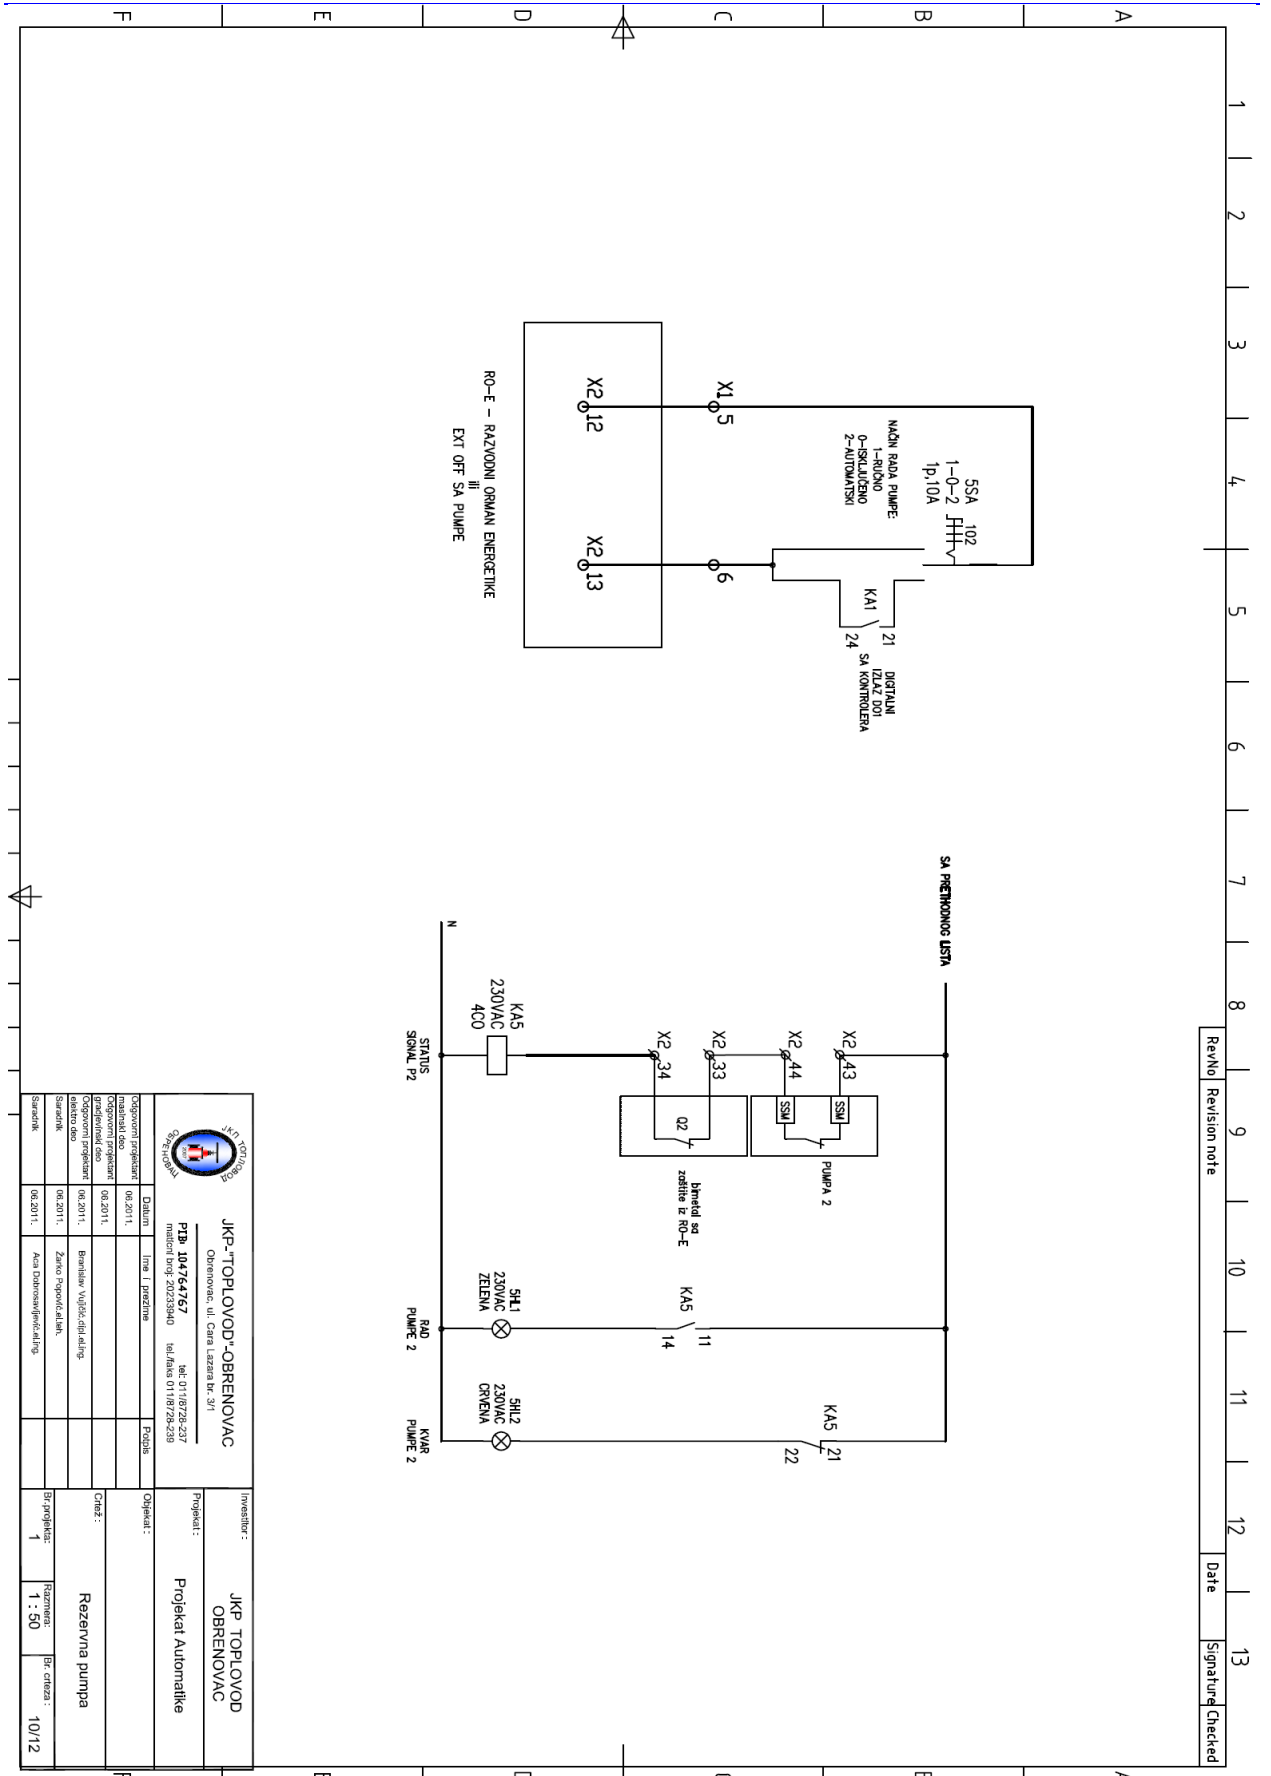 1
2
3
4
5
6
7
8
9
10
11
12
13
A
B
C
D
E
F
RevNo
Revision note
Date
Signature
Checked
5SA
1-0-2
1p,10A
102
NAČIN RADA PUMPE:
1-RUČNO
0-ISKLJUČENO
2-AUTOMATSKI
KA1
21
24
DIGITALNI
IZLAZ DO1
SA KONTROLERA
X1
5
6
X2
12
X2
13
RO-E - RAZVODNI ORMAN ENERGETIKE
ili
EXT OFF SA PUMPE
SA PRETHODNOG LISTA
X2
43
X2
44
SSM
SSM
PUMPA 2
X2
33
X2
34
Q2
bimetal sa
zaštite iz RO-E
KA5
11
14
KA5
21
22
KA5
230VAC
4CO
5HL1
230VAC
ZELENA
5HL2
230VAC
CRVENA
N
STATUS
SIGNAL P2
RAD
PUMPE 2
KVAR
PUMPE 2
ЈКП ТОПЛОВОД
ОБРЕНОВАЦ
JKP-"TOPLOVOD"-OBRENOVAC
Obrenovac, ul. Cara Lazara br. 3/1
PIB: 104764767
tel: 011/8728-237
matični broj: 20233940
tel./faks 011/8728-239
Datum
Ime i prezime
Potpis
Odgovorni projektant
mašinski deo
06.2011.
Odgovorni projektant
gradjevinski deo
06.2011.
Odgovorni projektant
elektro deo
06.2011.
Branislav Vujičić,dipl.el.ing.
Saradnik
06.2011.
Žarko Popović,el.teh.
Saradnik
06.2011.
Aca Dobrosavljević,el.ing.
Investitor :
JKP TOPLOVOD
OBRENOVAC
Projekat :
Projekat Automatike
Objekat :
Crtež :
Rezervna pumpa
Br.projekta:
1
Razmera:
1 : 50
Br. crteza :
10/12